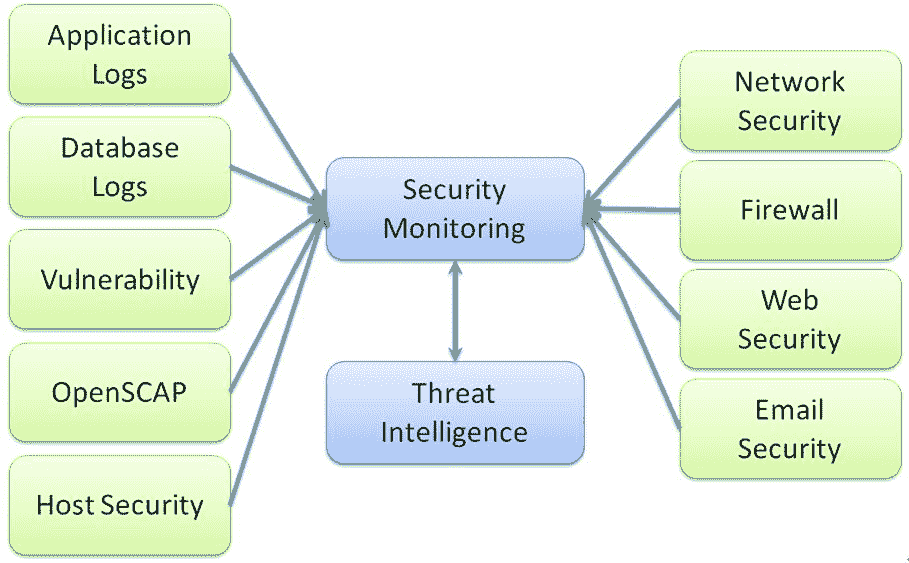 Application
Logs
Database
Logs
Vulnerability
OpenSCAP
Host Security
Security
Monitoring
Threat
Intelligence
Network
Security
Firewall
Web
Security
Email
Security